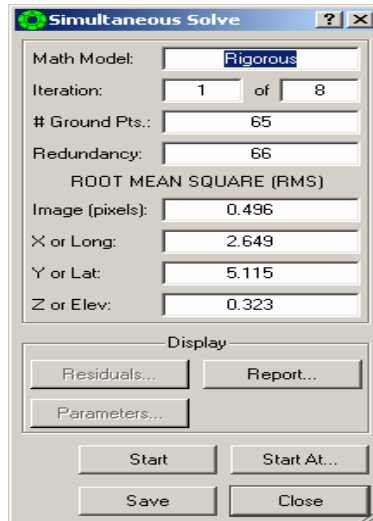 Simultaneous Solve ? X
Math Model: Rigorous
Iteration: 1 of 8
# Ground Pts.: 65
Redundancy: 66
ROOT MEAN SQUARE (RMS)
Image (pixels): 0.496
X or Long: 2.649
Y or Lat: 5.115
Z or Elev: 0.323
Display
Residuals... Report...
Parameters...
Start Start At...
Save Close